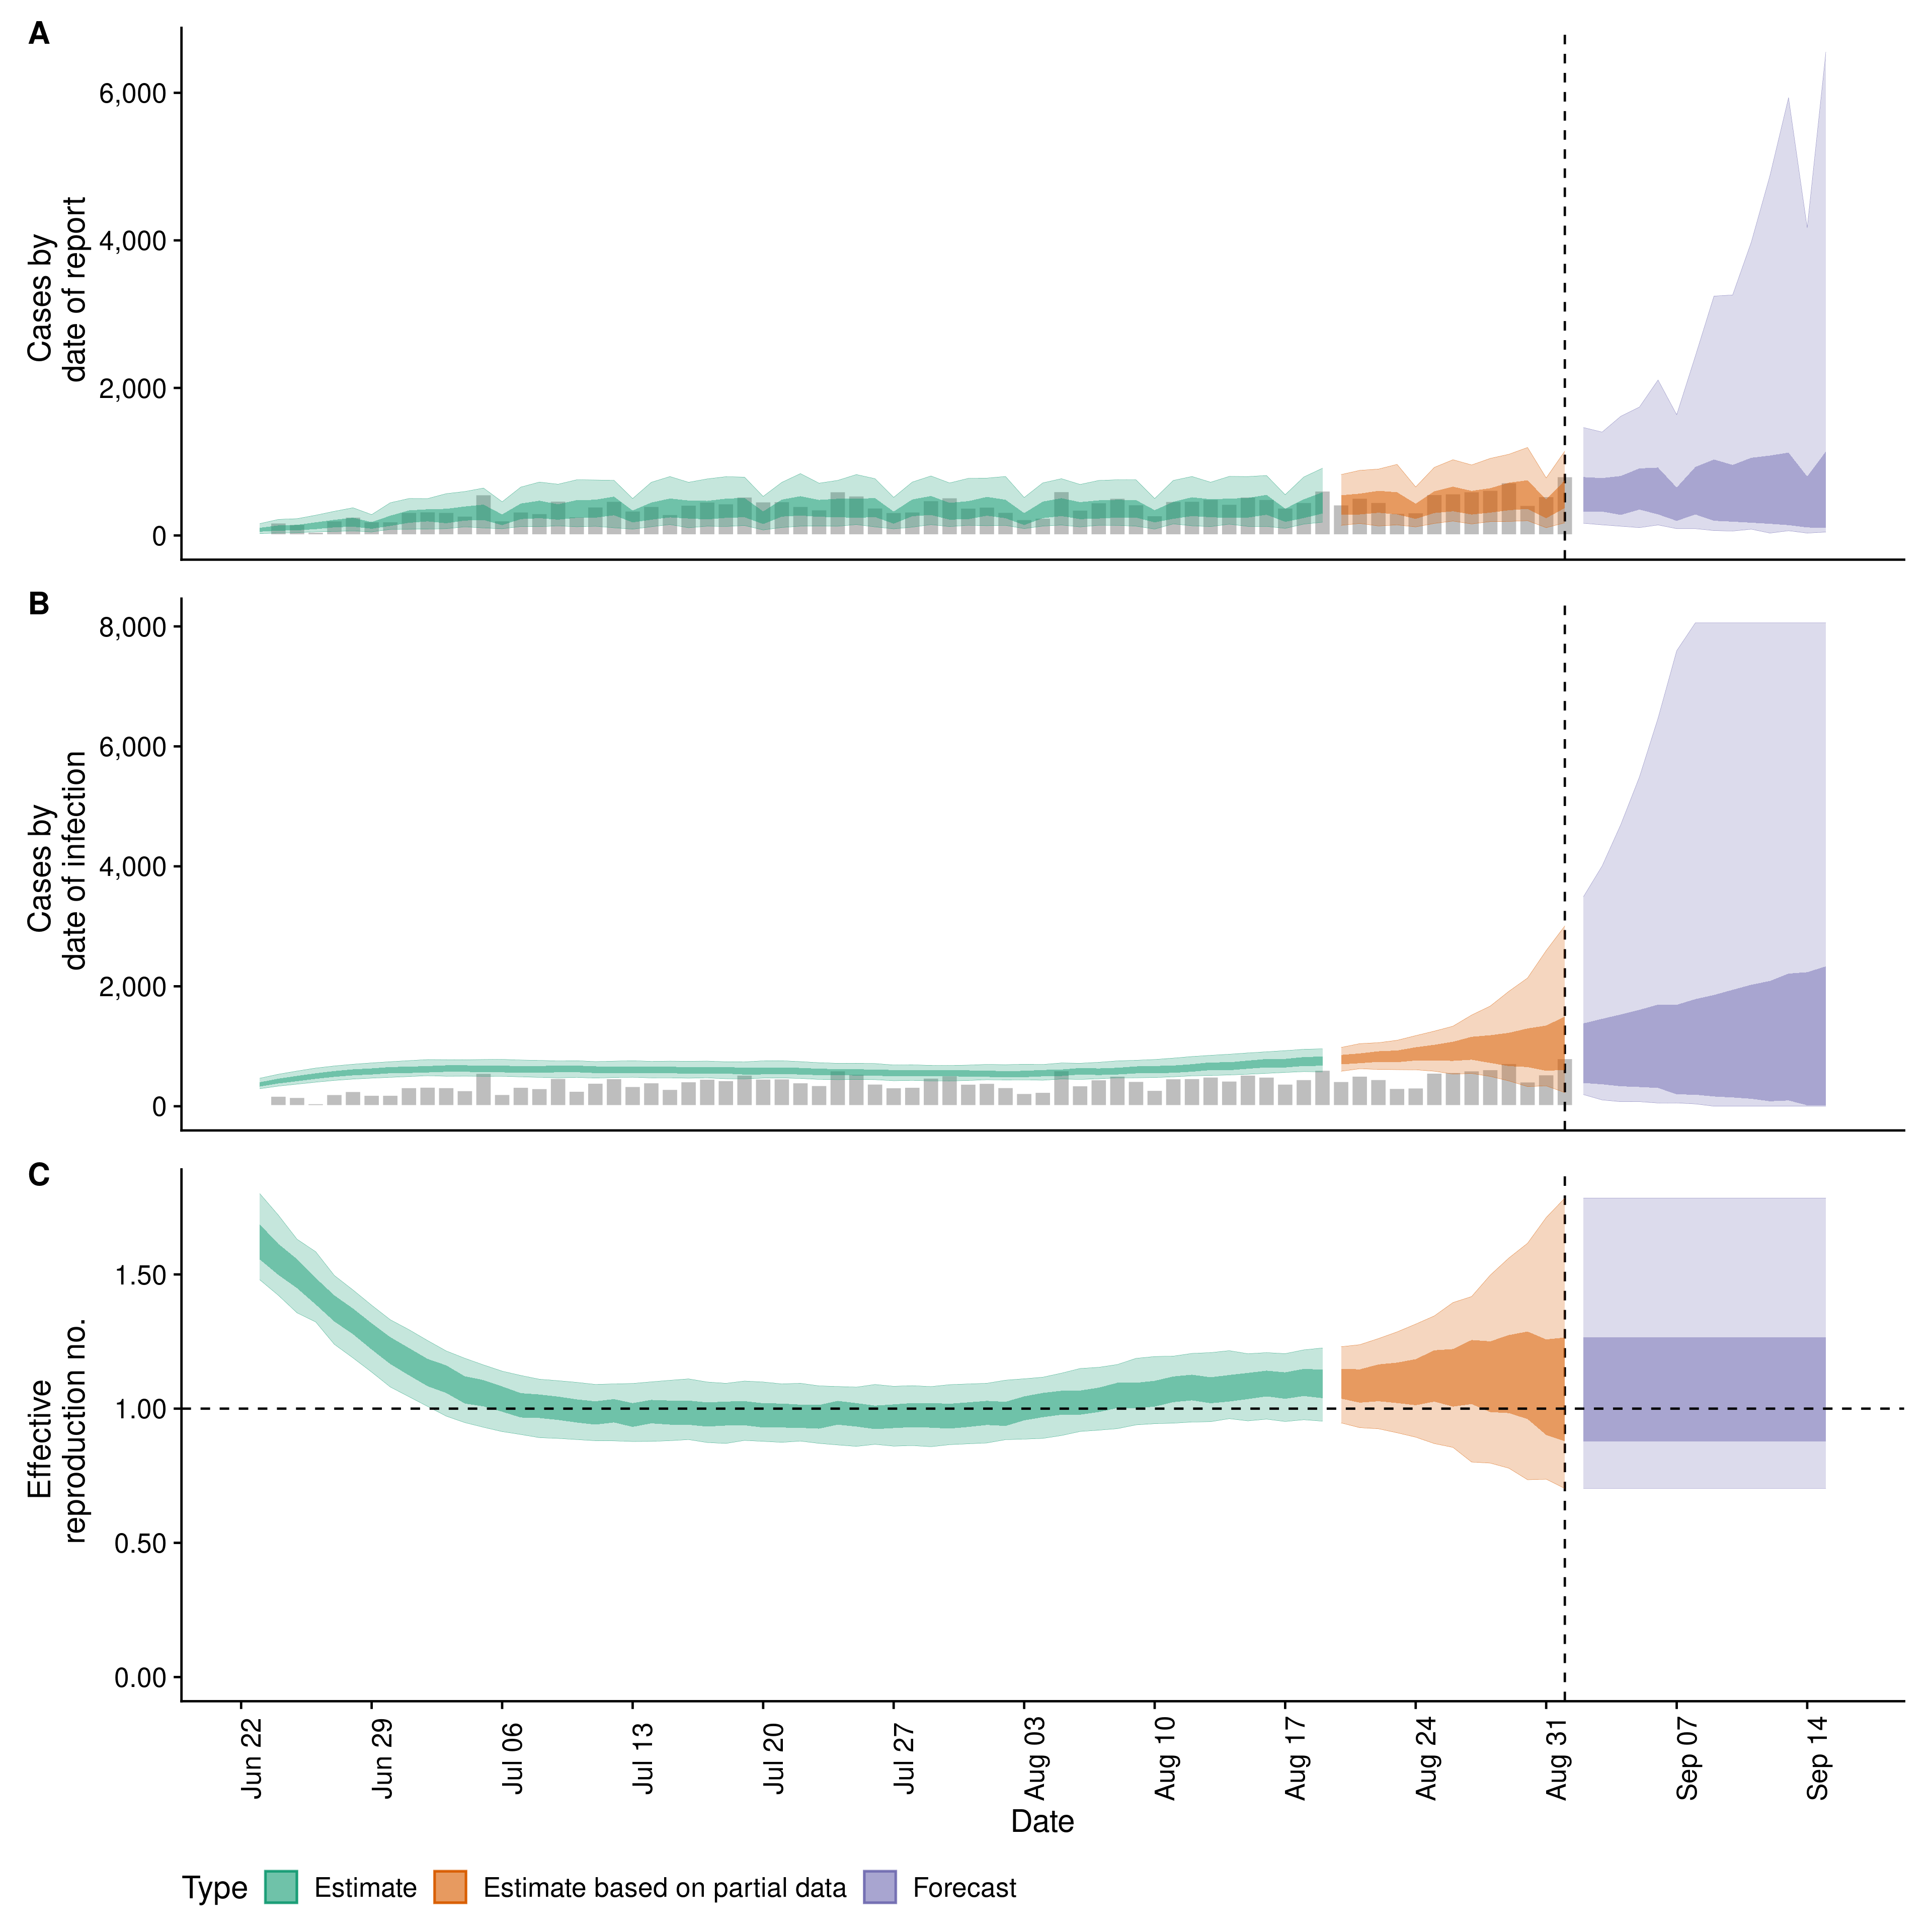 A
Cases by
date of report
6,000
4,000
2,000
0
B
Cases by
date of infection
8,000
6,000
4,000
2,000
0
C
Effective
reproduction no.
1.50
1.00
0.50
0.00
Jun 22
Jun 29
Jul 06
Jul 13
Jul 20
Jul 27
Aug 03
Aug 10
Aug 17
Aug 24
Aug 31
Sep 07
Sep 14
Date
Type Estimate Estimate based on partial data Forecast